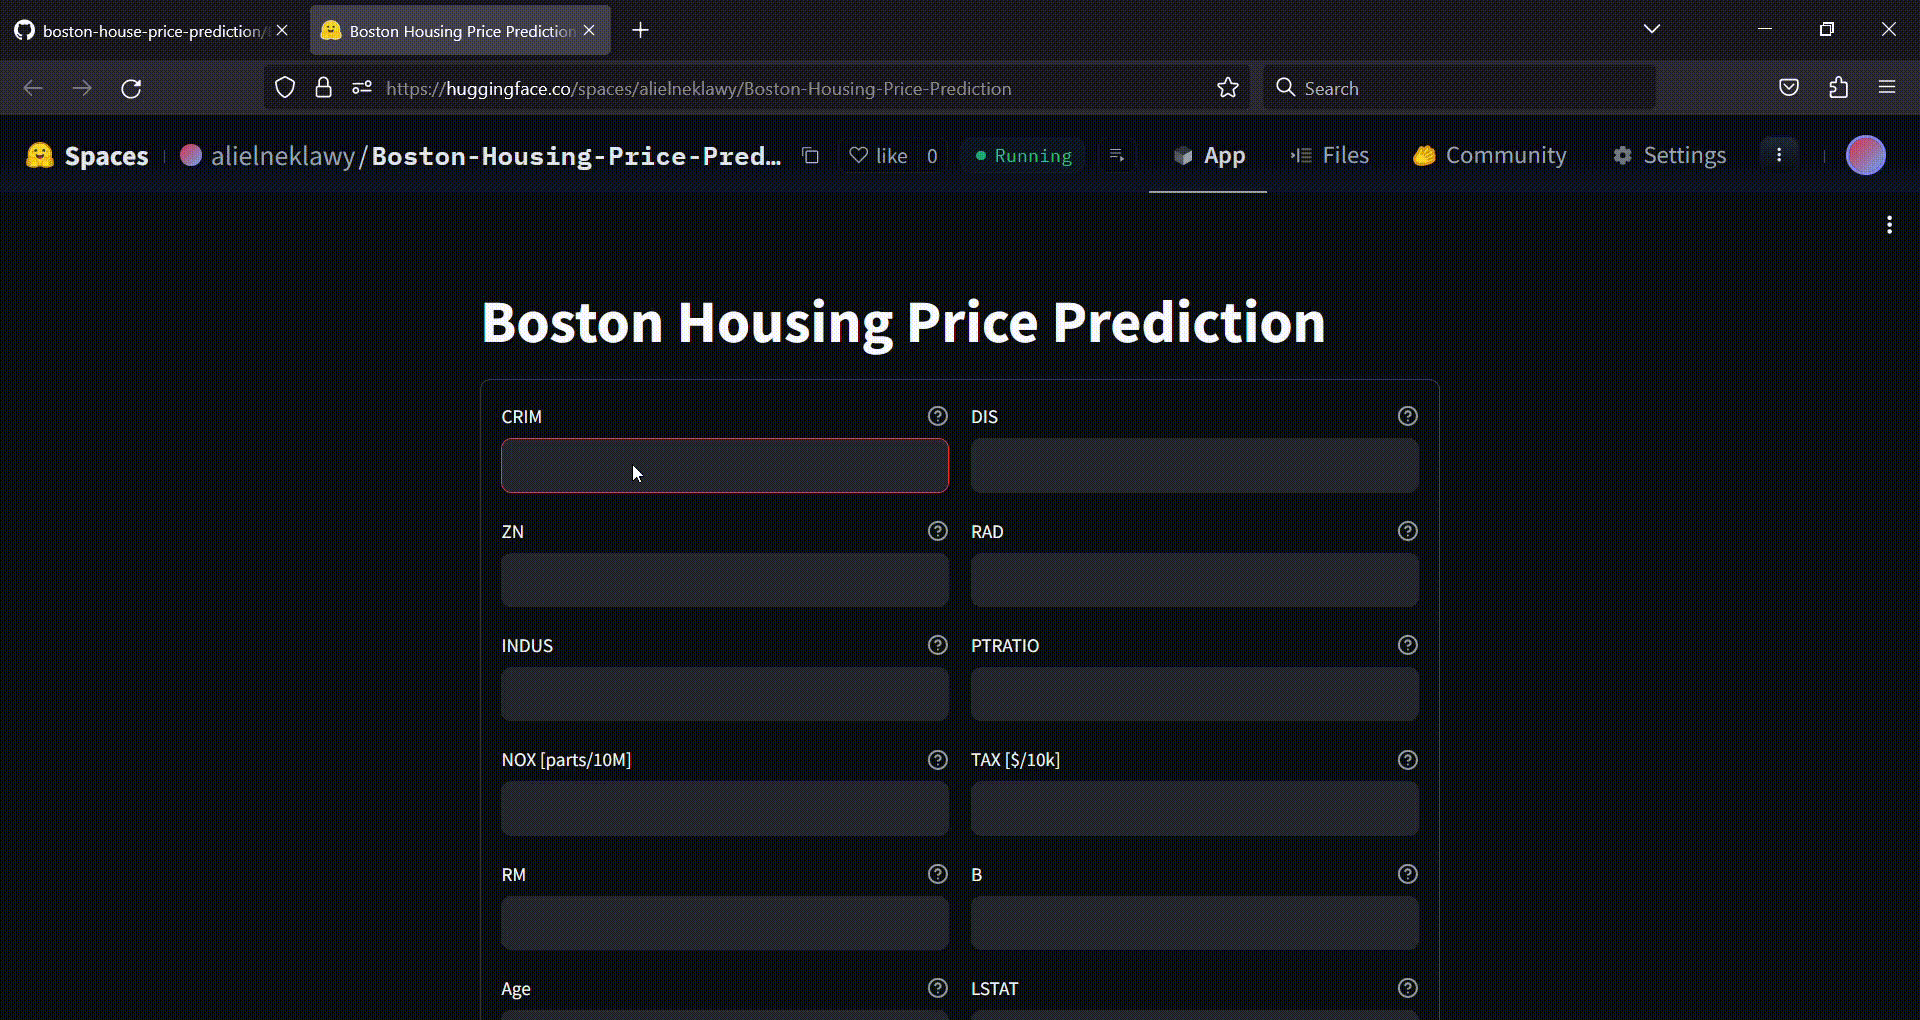 boston-house-price-prediction/
Boston Housing Price Prediction
https://huggingface.co/spaces/alielneklawy/Boston-Housing-Price-Prediction
Search
Spaces
alielneklawy/Boston-Housing-Price-Pred…
like 0
Running
App
Files
Community
Settings
Boston Housing Price Prediction
CRIM
DIS
ZN
RAD
INDUS
PTRATIO
NOX [parts/10M]
TAX [$/10k]
RM
B
Age
LSTAT